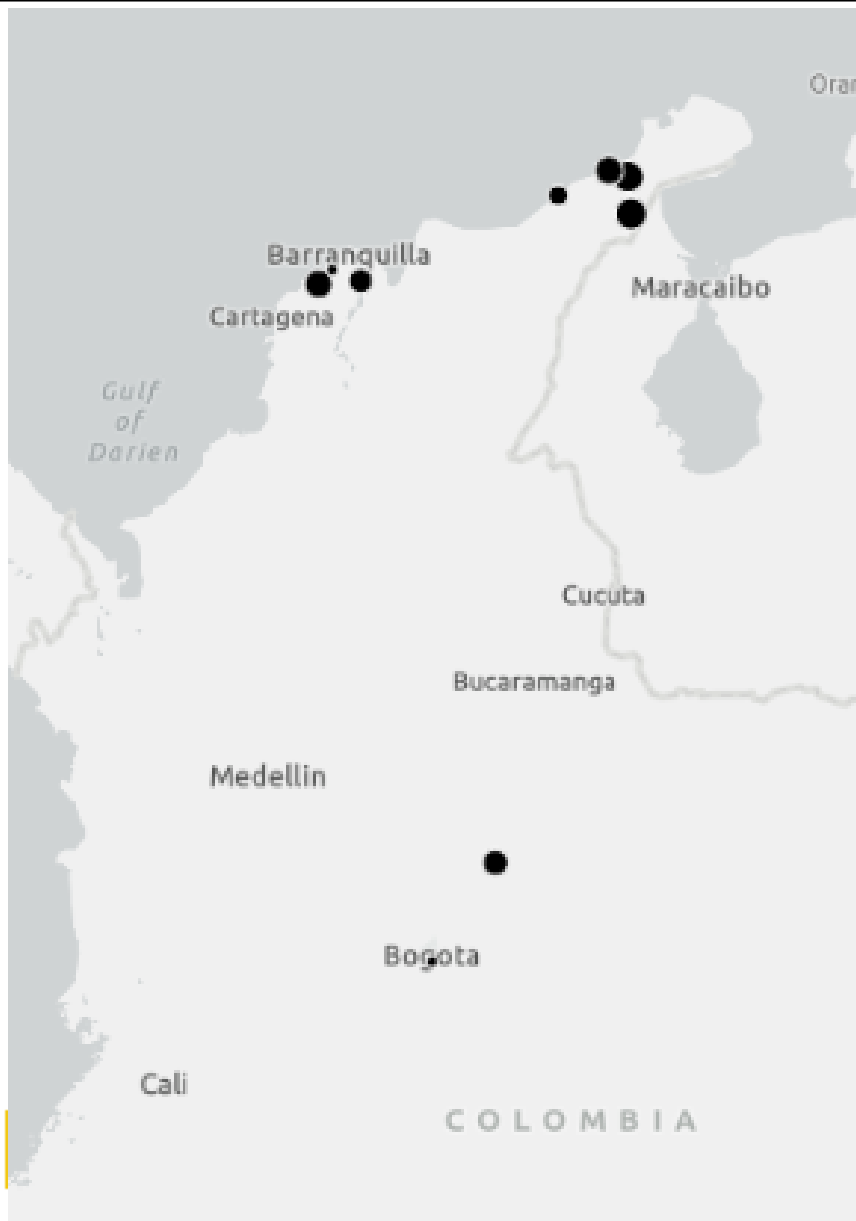 Barranquilla
Maracaibo
Cartagena
Gulf
of
Darien
Cucuta
Bucaramanga
Medellin
Bogota
Cali
COLOMBIA